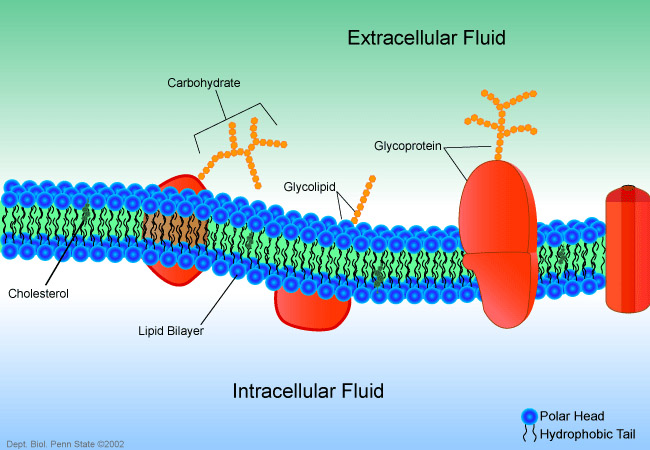 Extracellular Fluid
Carbohydrate
Glycoprotein
Glycolipid
Cholesterol
Lipid Bilayer
Intracellular Fluid
Polar Head
Hydrophobic Tail
Dept. Biol. Penn State ©2002